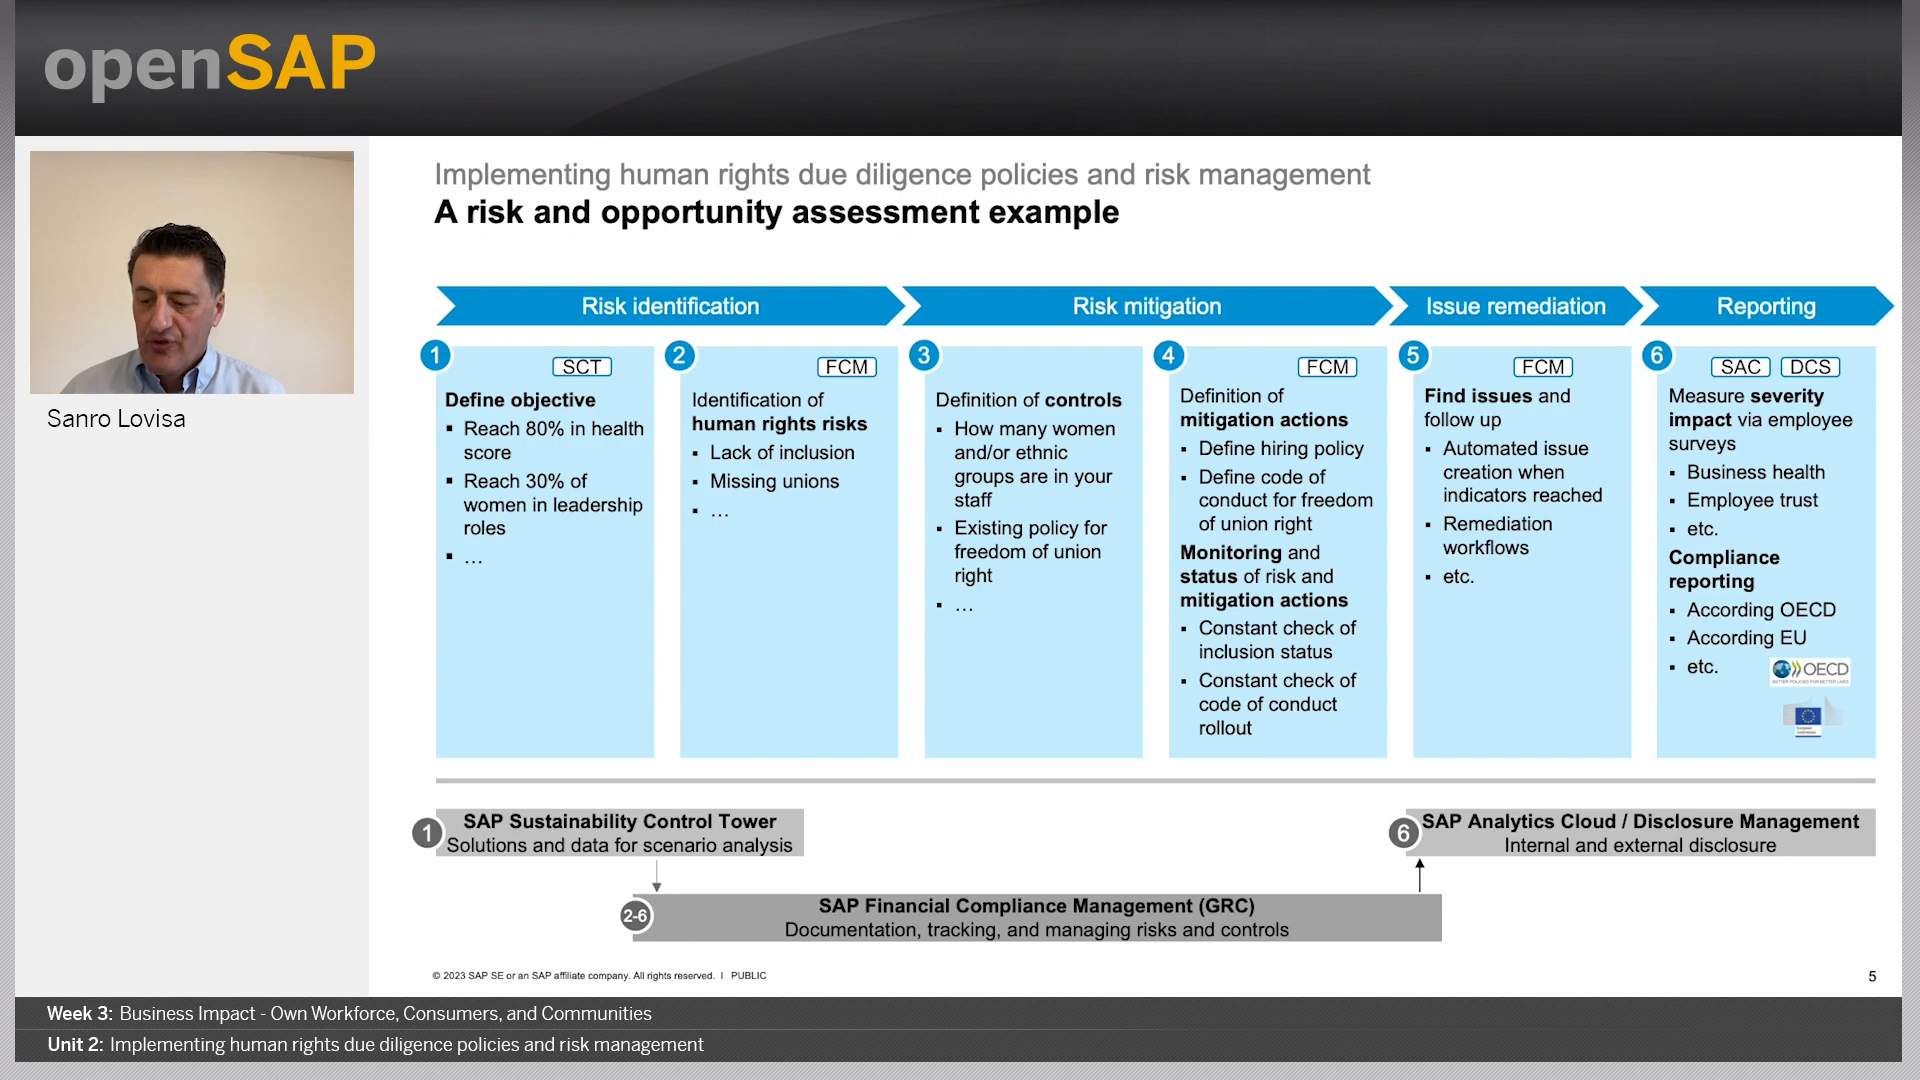 openSAP
Sanro Lovisa
Implementing human rights due diligence policies and risk management
A risk and opportunity assessment example
Risk identification
Risk mitigation
Issue remediation
Reporting
1
SCT
Define objective
▪ Reach 80% in health
score
▪ Reach 30% of
women in leadership
roles
▪ …
2
FCM
Identification of
human rights risks
▪ Lack of inclusion
▪ Missing unions
▪ …
3
Definition of controls
▪ How many women
and/or ethnic
groups are in your
staff
▪ Existing policy for
freedom of union
right
▪ …
4
FCM
Definition of
mitigation actions
▪ Define hiring policy
▪ Define code of
conduct for freedom
of union right
Monitoring and
status of risk and
mitigation actions
▪ Constant check of
inclusion status
▪ Constant check of
code of conduct
rollout
5
FCM
Find issues and
follow up
▪ Automated issue
creation when
indicators reached
▪ Remediation
workflows
▪ etc.
6
SAC DCS
Measure severity
impact via employee
surveys
▪ Business health
▪ Employee trust
▪ etc.
Compliance
reporting
▪ According OECD
▪ According EU
▪ etc.
OECD
BETTER POLICIES FOR BETTER LIVES
1
SAP Sustainability Control Tower
Solutions and data for scenario analysis
6
SAP Analytics Cloud / Disclosure Management
Internal and external disclosure
2-6
SAP Financial Compliance Management (GRC)
Documentation, tracking, and managing risks and controls
© 2023 SAP SE or an SAP affiliate company. All rights reserved. | PUBLIC
5
Week 3: Business Impact - Own Workforce, Consumers, and Communities
Unit 2: Implementing human rights due diligence policies and risk management